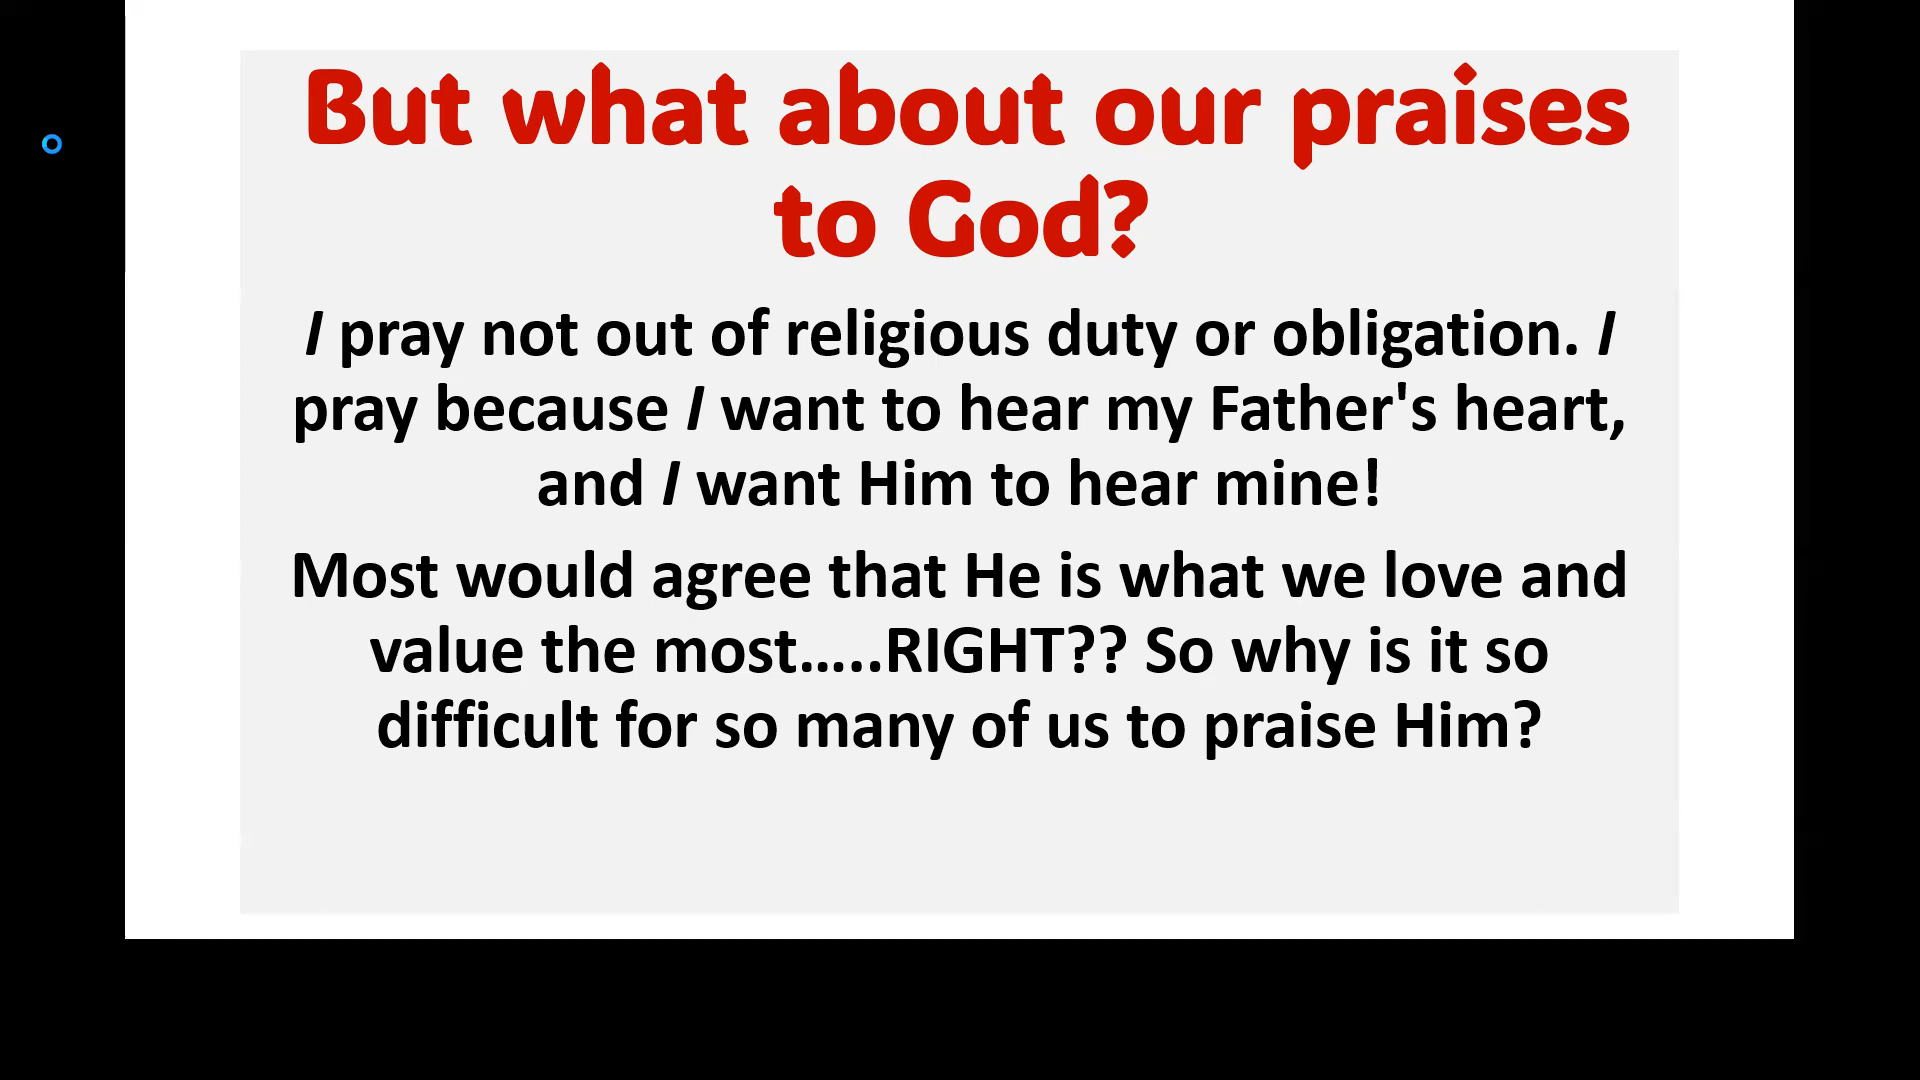 But what about our praises
to God?
I pray not out of religious duty or obligation. I
pray because I want to hear my Father's heart,
and I want Him to hear mine!
Most would agree that He is what we love and
value the most…..RIGHT?? So why is it so
difficult for so many of us to praise Him?